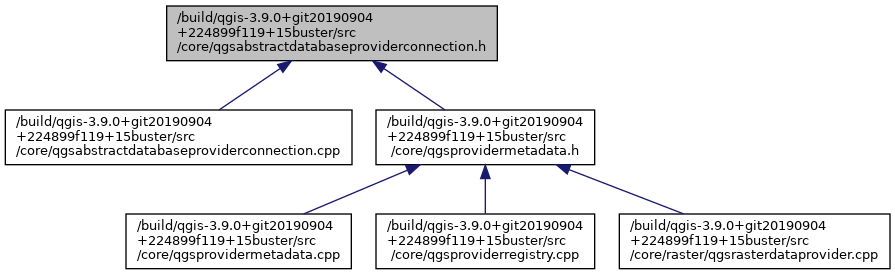 /build/qgis-3.9.0+git20190904
+224899f119+15buster/src
/core/qgsabstractdatabaseproviderconnection.h
/build/qgis-3.9.0+git20190904
+224899f119+15buster/src
/core/qgsabstractdatabaseproviderconnection.cpp
/build/qgis-3.9.0+git20190904
+224899f119+15buster/src
/core/qgsprovidermetadata.h
/build/qgis-3.9.0+git20190904
+224899f119+15buster/src
/core/qgsprovidermetadata.cpp
/build/qgis-3.9.0+git20190904
+224899f119+15buster/src
/core/qgsproviderregistry.cpp
/build/qgis-3.9.0+git20190904
+224899f119+15buster/src
/core/raster/qgsrasterdataprovider.cpp